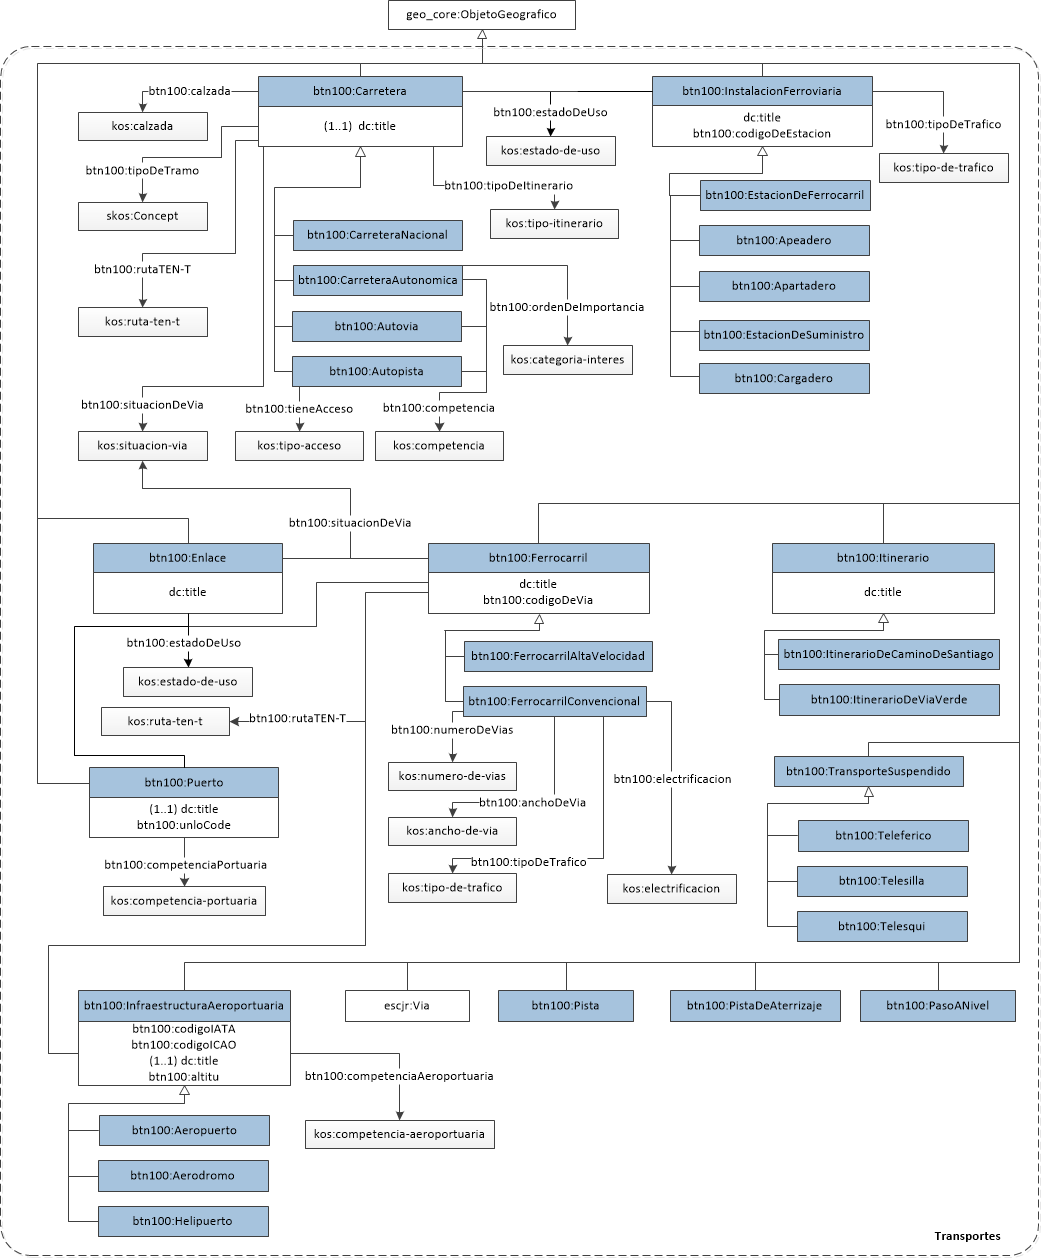 geo_core:ObjetoGeografico
btn100:calzada
btn100:Carretera
(1..1)  dc:title
btn100:estadoDeUso
btn100:InstalacionFerroviaria
dc:title
btn100:codigoDeEstacion
btn100:tipoDeTrafico
kos:calzada
kos:estado-de-uso
kos:tipo-de-trafico
btn100:tipoDeTramo
skos:Concept
btn100:tipoDeItinerario
kos:tipo-itinerario
btn100:EstacionDeFerrocarril
btn100:CarreteraNacional
btn100:Apeadero
btn100:rutaTEN-T
kos:ruta-ten-t
btn100:CarreteraAutonomica
btn100:Apartadero
btn100:ordenDeImportancia
btn100:Autovia
btn100:EstacionDeSuministro
kos:categoria-interes
btn100:Autopista
btn100:Cargadero
btn100:situacionDeVia
btn100:tieneAcceso
btn100:competencia
kos:situacion-via
kos:tipo-acceso
kos:competencia
btn100:situacionDeVia
btn100:Enlace
dc:title
btn100:Ferrocarril
dc:title
btn100:codigoDeVia
btn100:Itinerario
dc:title
btn100:estadoDeUso
kos:estado-de-uso
btn100:FerrocarrilAltaVelocidad
btn100:ItinerarioDeCaminoDeSantiago
btn100:FerrocarrilConvencional
btn100:ItinerarioDeViaVerde
kos:ruta-ten-t
btn100:rutaTEN-T
btn100:numeroDeVias
kos:numero-de-vias
btn100:electrificacion
btn100:TransporteSuspendido
btn100:Puerto
(1..1) dc:title
btn100:unloCode
btn100:anchoDeVia
kos:ancho-de-via
btn100:Teleferico
btn100:competenciaPortuaria
kos:competencia-portuaria
btn100:tipoDeTrafico
kos:tipo-de-trafico
kos:electrificacion
btn100:Telesilla
btn100:Telesqui
btn100:InfraestructuraAeroportuaria
btn100:codigoIATA
btn100:codigoICAO
(1..1) dc:title
btn100:altitu
escjr:Via
btn100:Pista
btn100:PistaDeAterrizaje
btn100:PasoANivel
btn100:competenciaAeroportuaria
kos:competencia-aeroportuaria
btn100:Aeropuerto
btn100:Aerodromo
btn100:Helipuerto
Transportes